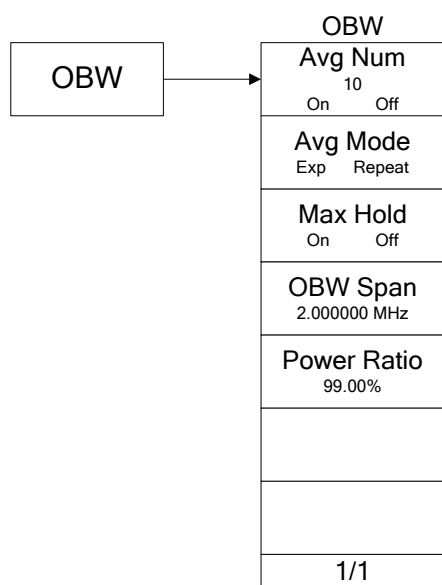 OBW
OBW
Avg Num
10
On Off
Avg Mode
Exp Repeat
Max Hold
On Off
OBW Span
2.000000 MHz
Power Ratio
99.00%
1/1